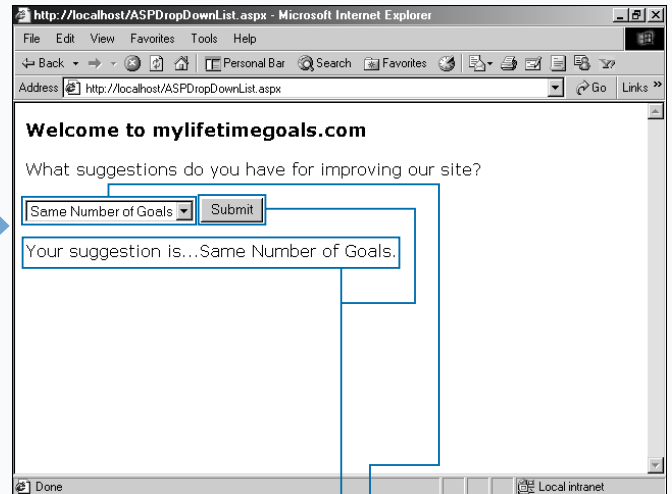 http://localhost/ASPDropDownList.aspx - Microsoft Internet Explorer
File Edit View Favorites Tools Help
Back Personal Bar Search Favorites
Address http://localhost/ASPDropDownList.aspx Go Links »
Welcome to mylifetimegoals.com
What suggestions do you have for improving our site?
Same Number of Goals Submit
Your suggestion is...Same Number of Goals.
Done Local intranet